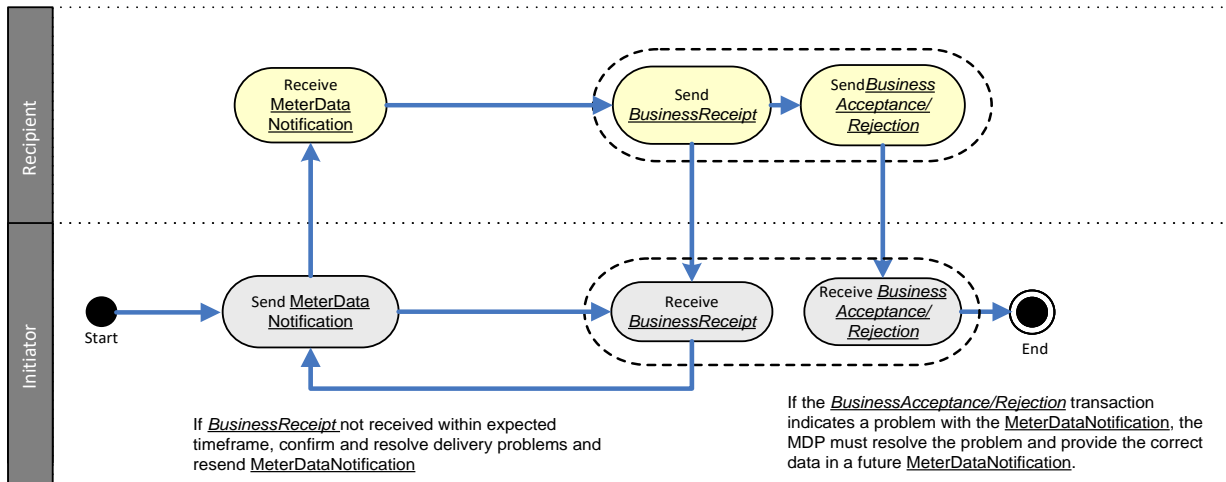 Recipient
Receive
MeterData
Notification
Send
BusinessReceipt
SendBusiness
Acceptance/
Rejection
Initiator
Start
Send MeterData
Notification
Receive
BusinessReceipt
Receive Business
Acceptance/
Rejection
End
If BusinessReceipt not received within expected
timeframe, confirm and resolve delivery problems and
resend MeterDataNotification
If the BusinessAcceptance/Rejection transaction
indicates a problem with the MeterDataNotification, the
MDP must resolve the problem and provide the correct
data in a future MeterDataNotification.